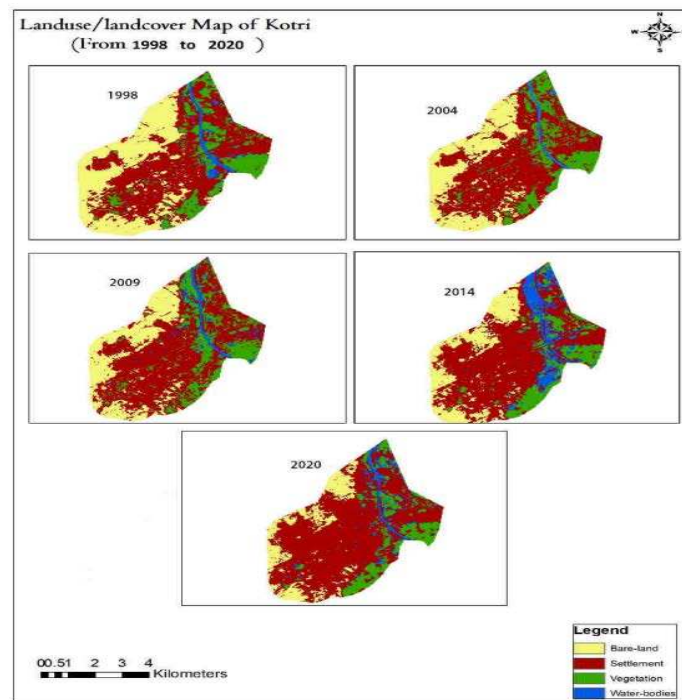 Landuse/landcover Map of Kotri
(From 1998 to 2020 )
N
W E
S
1998
2004
2009
2014
2020
Legend
Bare-land
Settlement
Vegetation
Water-bodies
00.51 2 3 4
Kilometers